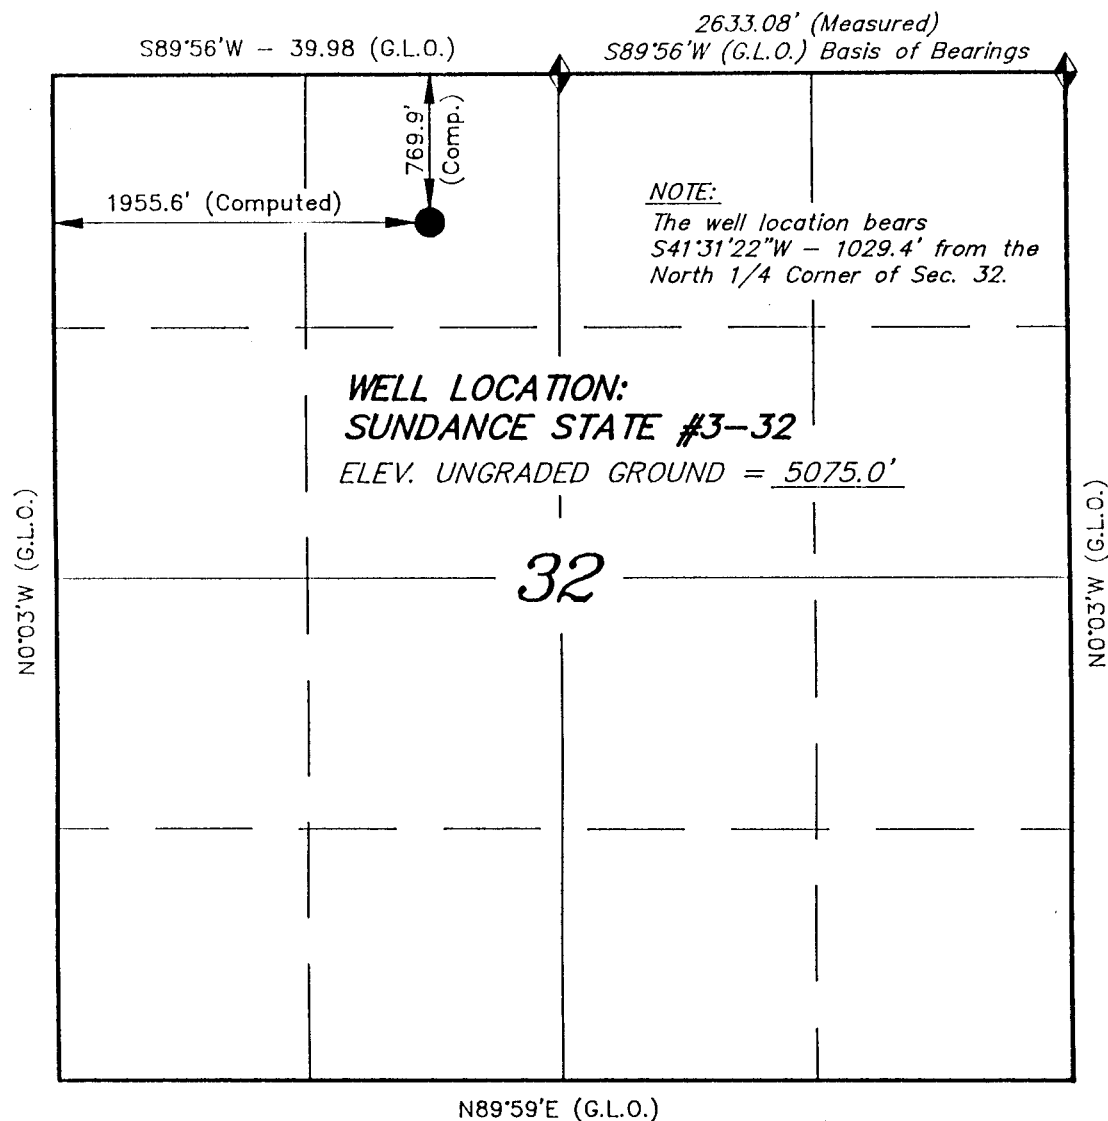 2633.08' (Measured)
S89°56'W – 39.98 (G.L.O.)
S89°56'W (G.L.O.) Basis of Bearings
769.9'
(Comp.)
1955.6' (Computed)
NOTE:
The well location bears
S41°31'22"W – 1029.4' from the
North 1/4 Corner of Sec. 32.
WELL LOCATION:
SUNDANCE STATE #3–32
ELEV. UNGRADED GROUND = 5075.0'
N0°03'W (G.L.O.)
N0°03'W (G.L.O.)
32
N89°59'E (G.L.O.)